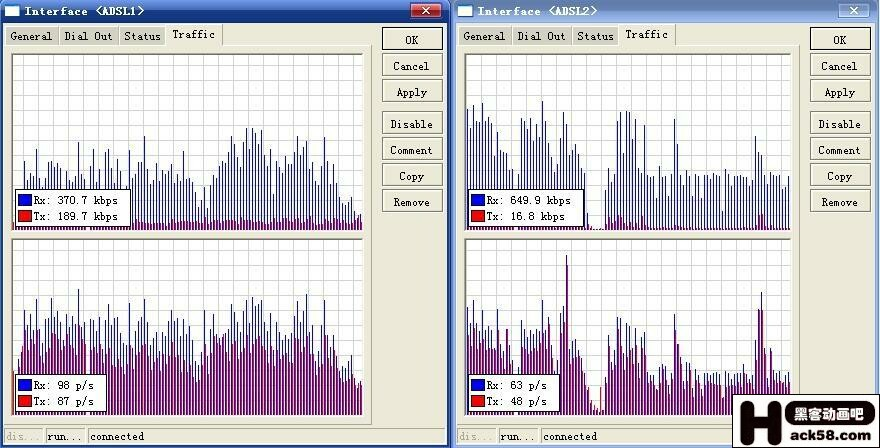 Interface <ADSL1>
General Dial Out Status Traffic
OK
Cancel
Apply
Disable
Comment
Copy
Remove
Rx: 370.7 kbps
Tx: 189.7 kbps
Rx: 98 p/s
Tx: 87 p/s
dis... run... connected
Interface <ADSL2>
General Dial Out Status Traffic
OK
Cancel
Apply
Disable
Comment
Copy
Remove
Rx: 649.9 kbps
Tx: 16.8 kbps
Rx: 63 p/s
Tx: 48 p/s
dis... run... connected
黑客动画吧
Hack58.com